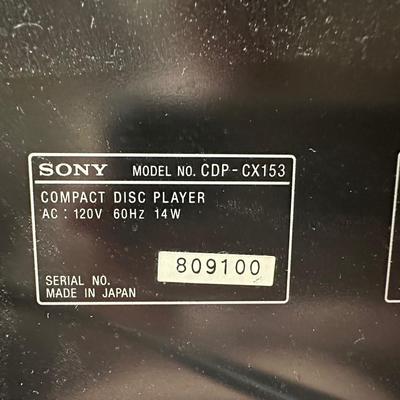 SONY MODEL NO. CDP-CX153
COMPACT DISC PLAYER
AC : 120V 60Hz 14W
809100
SERIAL NO.
MADE IN JAPAN